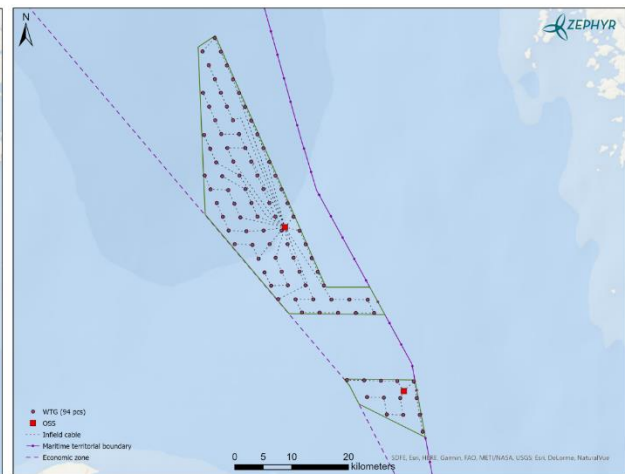 N
ZEPHYR
WTG (94 pcs)
OSS
Infield cable
Maritime territorial boundary
Economic zone
0 5 10 20
kilometers
SDFE, Esri, HERE, Garmin, FAO, METI/NASA, USGS; Esri, DeLorme, NaturalVue